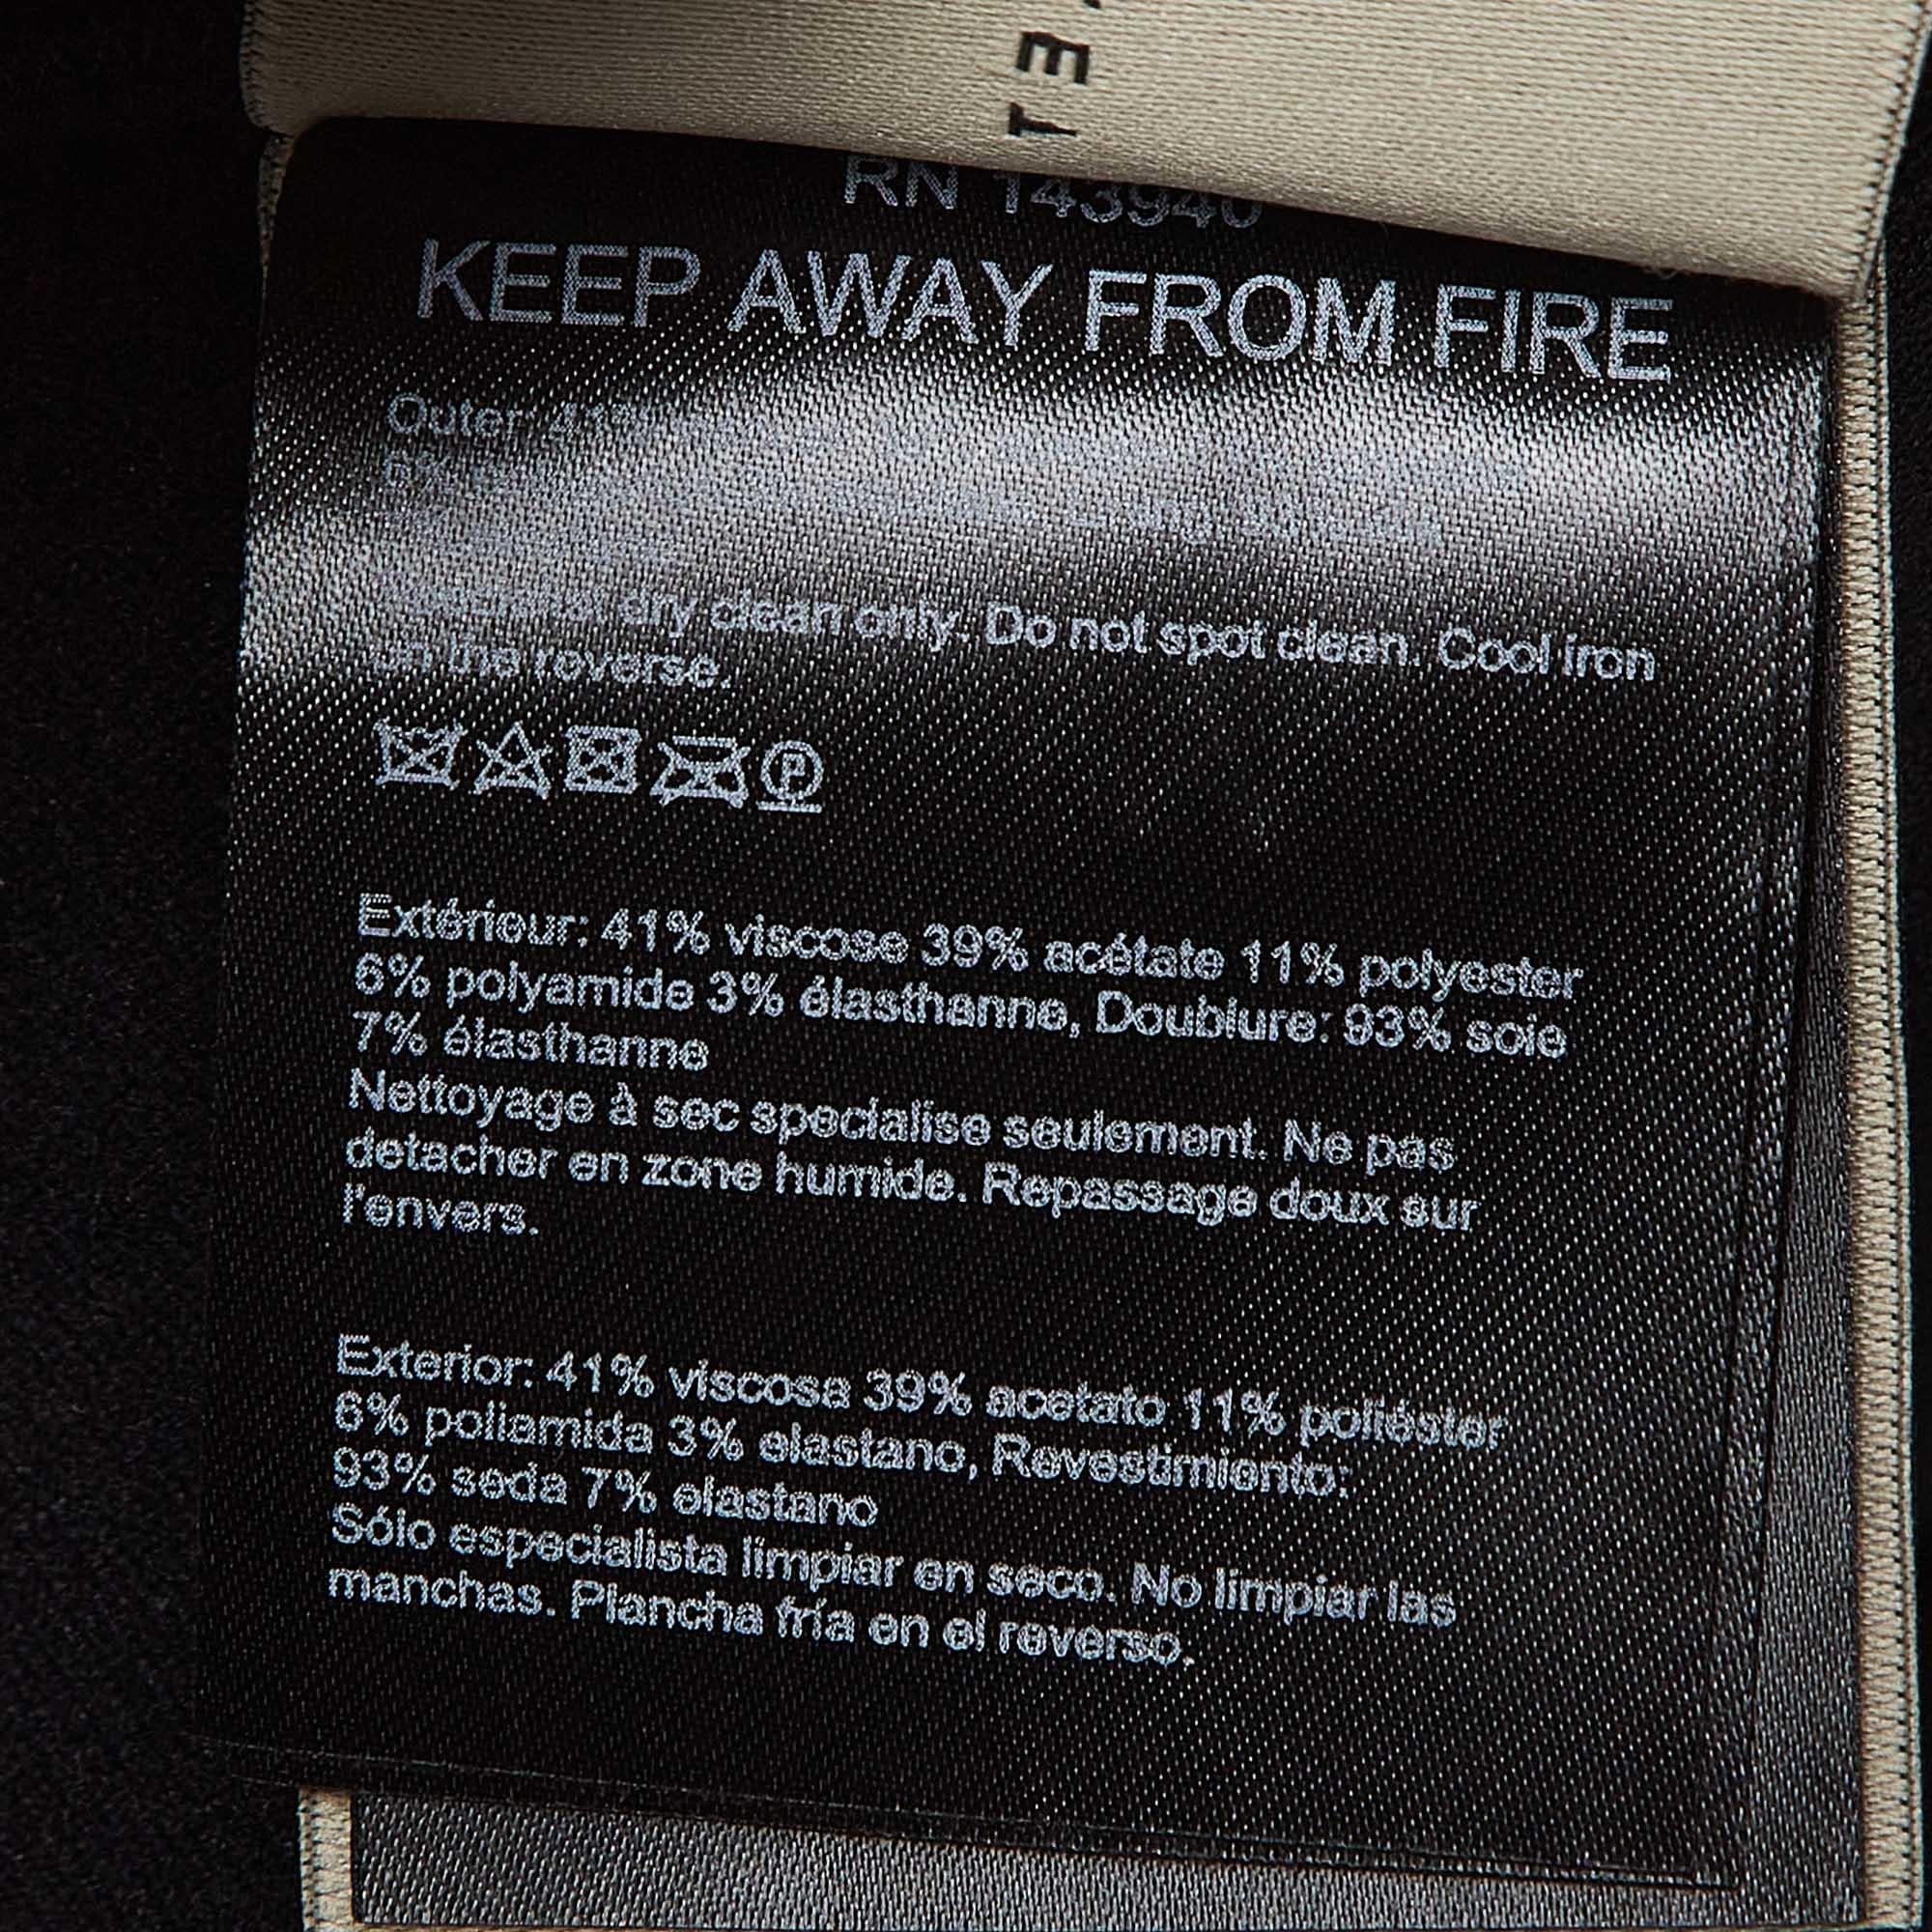 ET
RN 143940
KEEP AWAY FROM FIRE
Outer: 41%
6%
dry clean only. Do not spot clean. Cool iron
on the reverse.
P
Extérieur: 41% viscose 39% acétate 11% polyester
6% polyamide 3% élasthanne, Doublure: 93% soie
7% élasthanne
Nettoyage à sec specialise seulement. Ne pas
detacher en zone humide. Repassage doux sur
l'envers.
Exterior: 41% viscosa 39% acetato 11% poliéster
6% poliamida 3% elastano, Revestimiento:
93% seda 7% elastano
Sólo especialista limpiar en seco. No limpiar las
manchas. Plancha fría en el reverso.